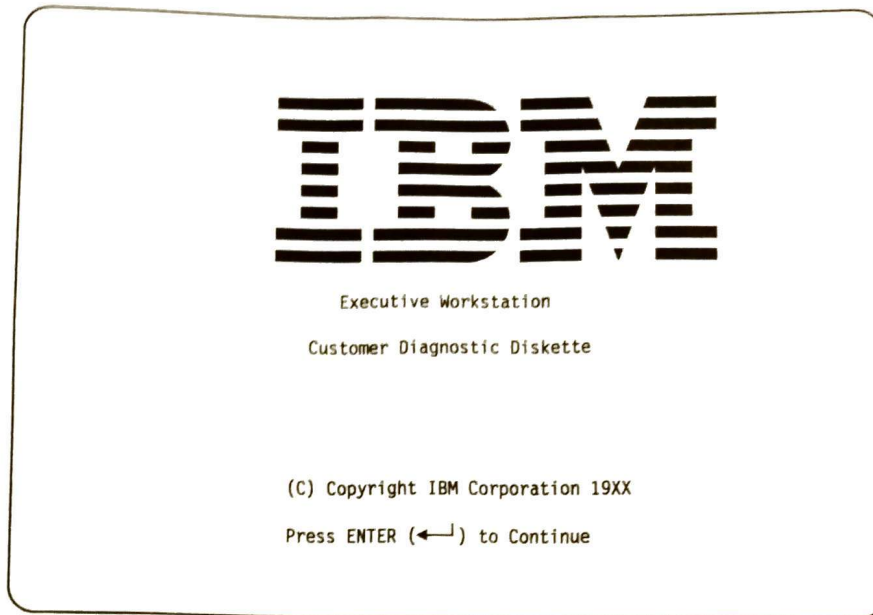 IBM
Executive Workstation
Customer Diagnostic Diskette
(C) Copyright IBM Corporation 19XX
Press ENTER (←┘) to Continue